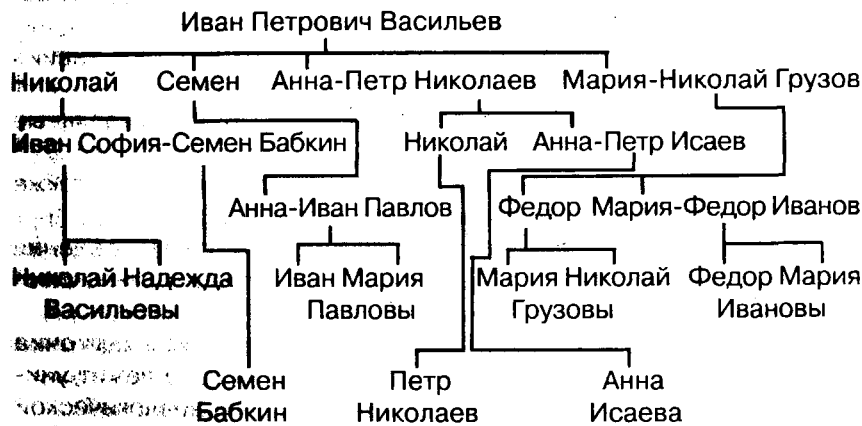 Иван Петрович Васильев
Николай Семен Анна-Петр Николаев Мария-Николай Грузов
Иван София-Семен Бабкин Николай Анна-Петр Исаев
Анна-Иван Павлов Федор Мария-Федор Иванов
Николай Надежда Иван Мария Мария Николай Федор Мария
Васильевы Павловы Грузовы Ивановы
Семен Петр Анна
Бабкин Николаев Исаева